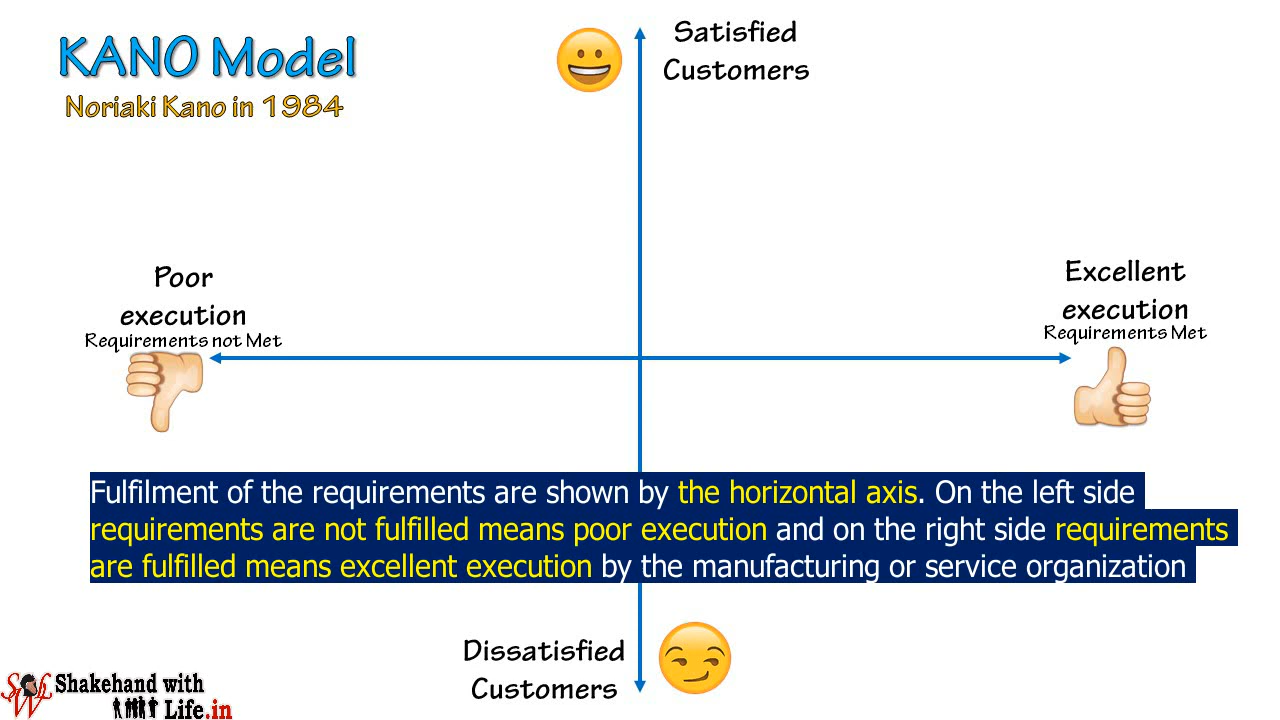 KANO Model
Noriaki Kano in 1984
Satisfied
Customers
Poor
execution
Requirements not Met
Excellent
execution
Requirements Met
Fulfilment of the requirements are shown by the horizontal axis. On the left side
requirements are not fulfilled means poor execution and on the right side requirements
are fulfilled means excellent execution by the manufacturing or service organization
Dissatisfied
Customers
SWL
Shakehand with
Life.in